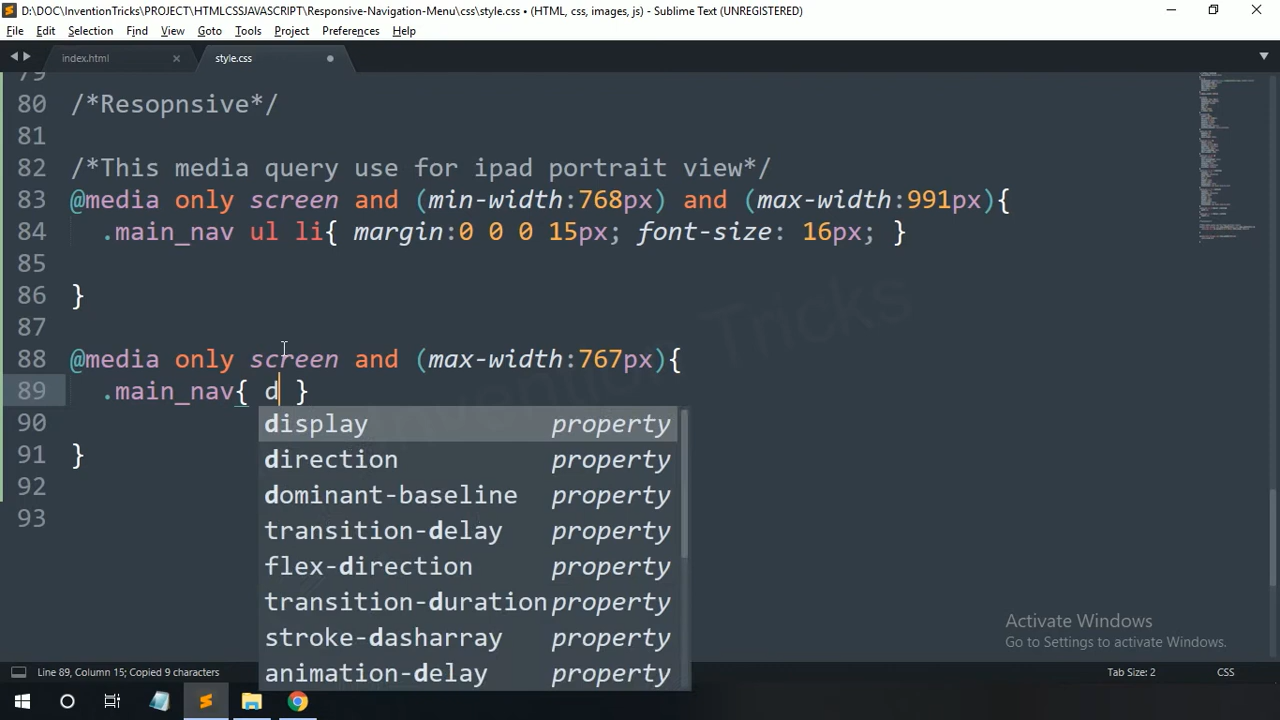 D:\DOC\InventionTricks\PROJECT\HTMLCSSJAVASCRIPT\Responsive-Navigation-Menu\css\style.css • (HTML, css, images, js) - Sublime Text (UNREGISTERED)
File Edit Selection Find View Goto Tools Project Preferences Help
index.html style.css
79
80 /*Resopnsive*/
81
82 /*This media query use for ipad portrait view*/
83 @media only screen and (min-width:768px) and (max-width:991px){
84 .main_nav ul li{ margin:0 0 0 15px; font-size: 16px; }
85
86 }
87
88 @media only screen and (max-width:767px){
89 .main_nav{ d }
90
91 }
92
93
display property
direction property
dominant-baseline property
transition-delay property
flex-direction property
transition-duration property
stroke-dasharray property
animation-delay property
Invention Tricks
Activate Windows
Go to Settings to activate Windows.
Line 89, Column 15; Copied 9 characters Tab Size: 2 CSS